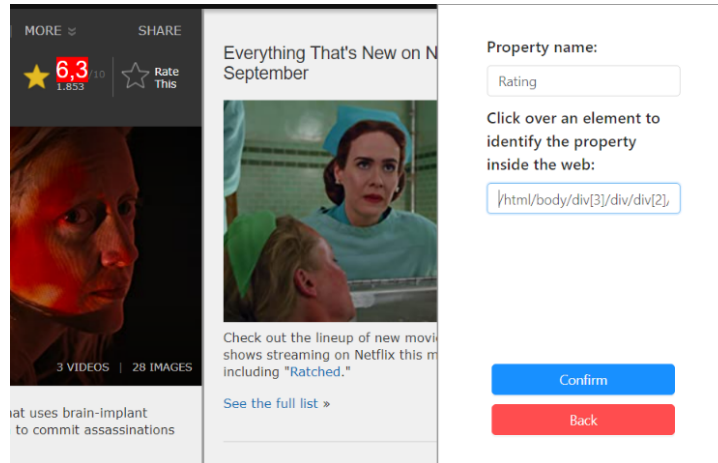 MORE SHARE
6,3/10
1.853
Rate
This
3 VIDEOS | 28 IMAGES
that uses brain-implant
to commit assassinations
Everything That's New on N
September
Check out the lineup of new movi
shows streaming on Netflix this m
including "Ratched."
See the full list »
Property name:
Rating
Click over an element to
identify the property
inside the web:
/html/body/div[3]/div/div[2]/
Confirm
Back